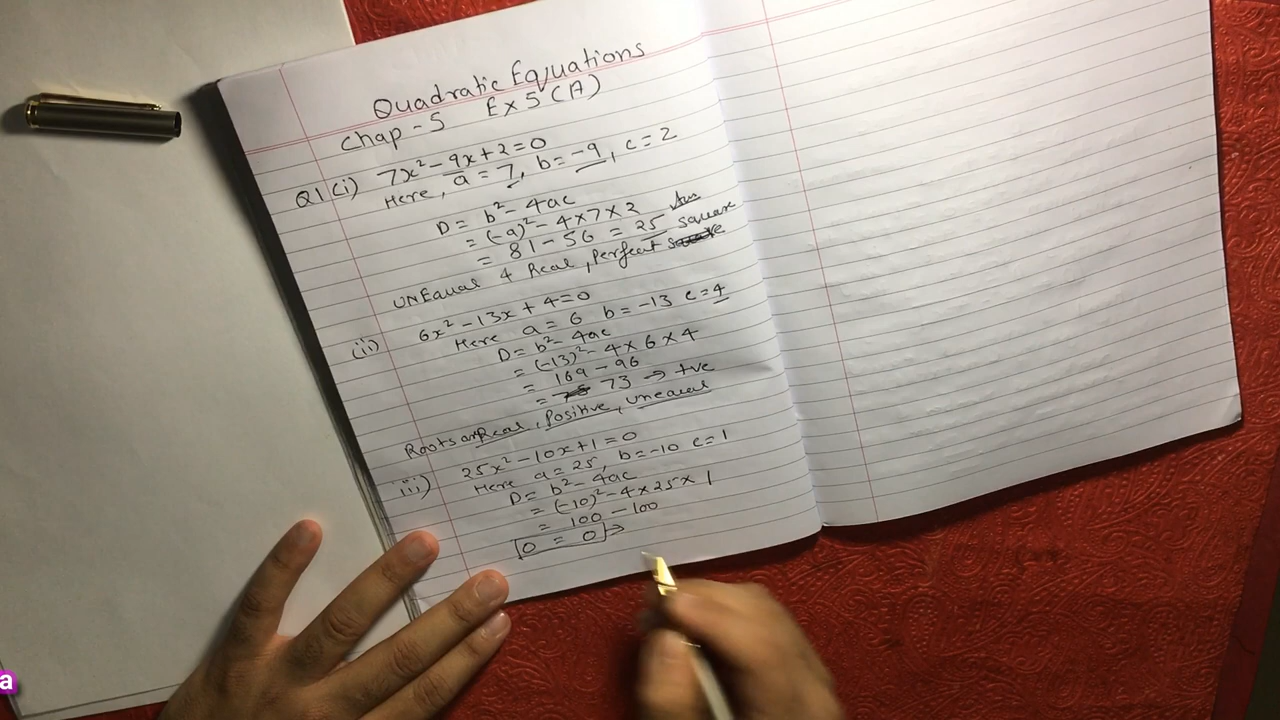 Quadratic Equations
Chap - 5 Ex 5(A)
Q1(i) 7x² - 9x + 2 = 0
Here, a = 7, b = -9, c = 2
D = b² - 4ac
= (-9)² - 4 × 7 × 2
= 81 - 56 = 25 Ans
UNEqual & Real, Perfect square
(ii) 6x² - 13x + 4 = 0
Here a = 6 b = -13 c = 4
D = b² - 4ac
= (-13)² - 4 × 6 × 4
= 169 - 96
= 73 → +ve
Roots are Real, Positive, unequal
iii) 25x² - 10x + 1 = 0
Here a = 25, b = -10 c = 1
D = b² - 4ac
= (-10)² - 4 × 25 × 1
= 100 - 100
0 = 0 →
a